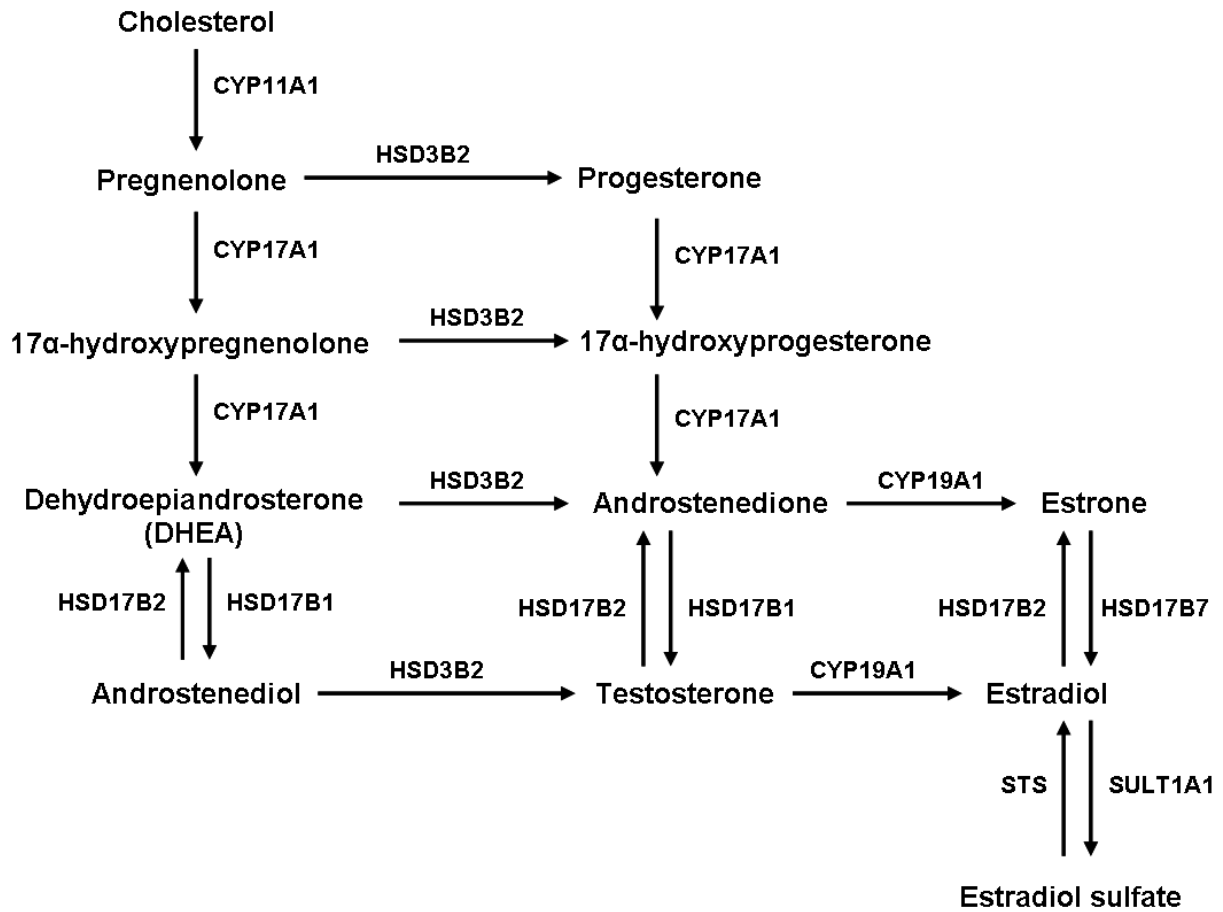 Cholesterol
CYP11A1
HSD3B2
Pregnenolone
Progesterone
CYP17A1
CYP17A1
HSD3B2
17α-hydroxypregnenolone
17α-hydroxyprogesterone
CYP17A1
CYP17A1
HSD3B2
CYP19A1
Dehydroepiandrosterone
(DHEA)
Androstenedione
Estrone
HSD17B2
HSD17B1
HSD17B2
HSD17B1
HSD17B2
HSD17B7
HSD3B2
CYP19A1
Androstenediol
Testosterone
Estradiol
STS
SULT1A1
Estradiol sulfate